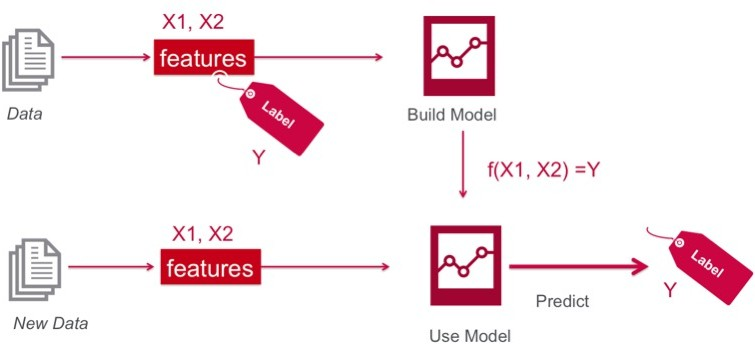 X1, X2
features
Label
Data
Build Model
Y
f(X1, X2) =Y
X1, X2
features
Label
Y
Predict
New Data
Use Model